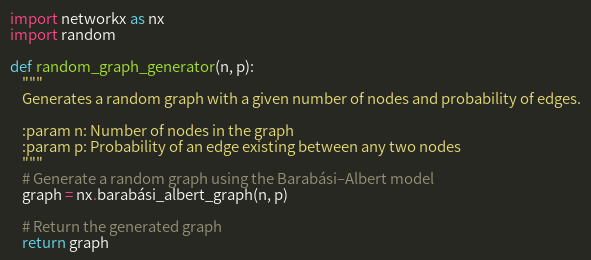 import networkx as nx
import random
def random_graph_generator(n, p):
"""
Generates a random graph with a given number of nodes and probability of edges.
:param n: Number of nodes in the graph
:param p: Probability of an edge existing between any two nodes
"""
# Generate a random graph using the Barabási–Albert model
graph = nx.barabási_albert_graph(n, p)
# Return the generated graph
return graph